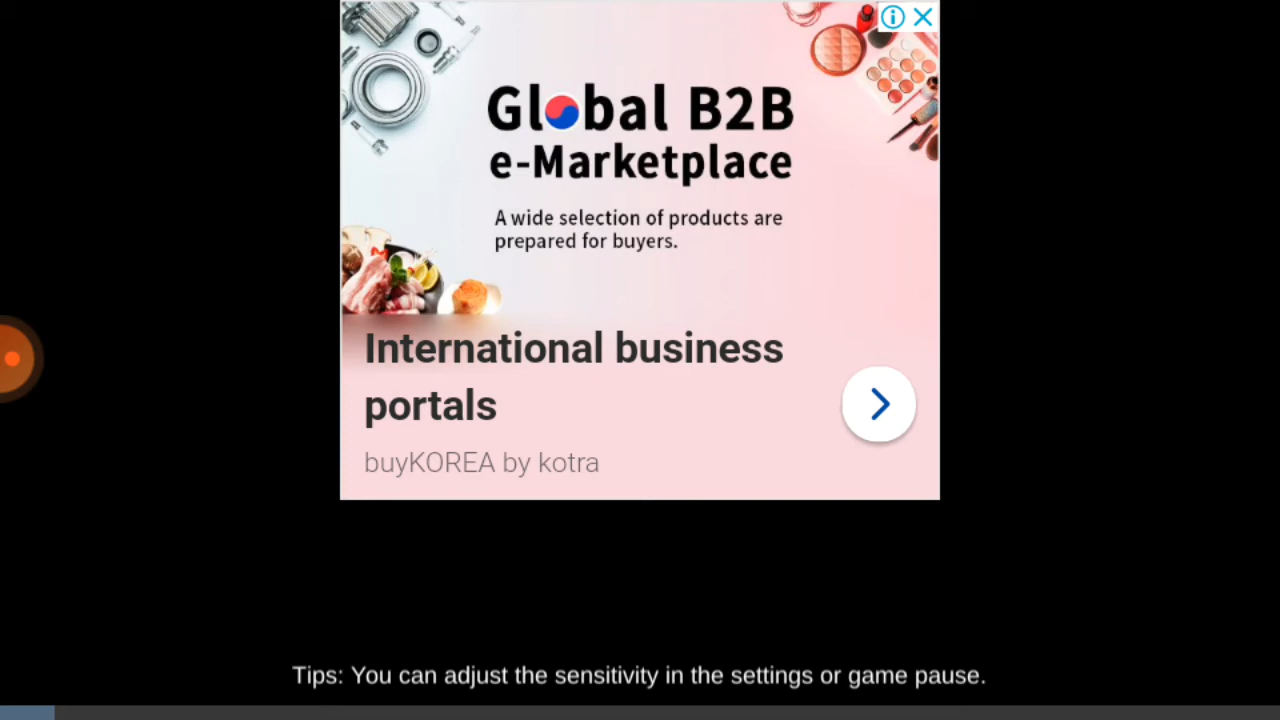 Global B2B
e-Marketplace
A wide selection of products are
prepared for buyers.
International business
portals
buyKOREA by kotra
Tips: You can adjust the sensitivity in the settings or game pause.